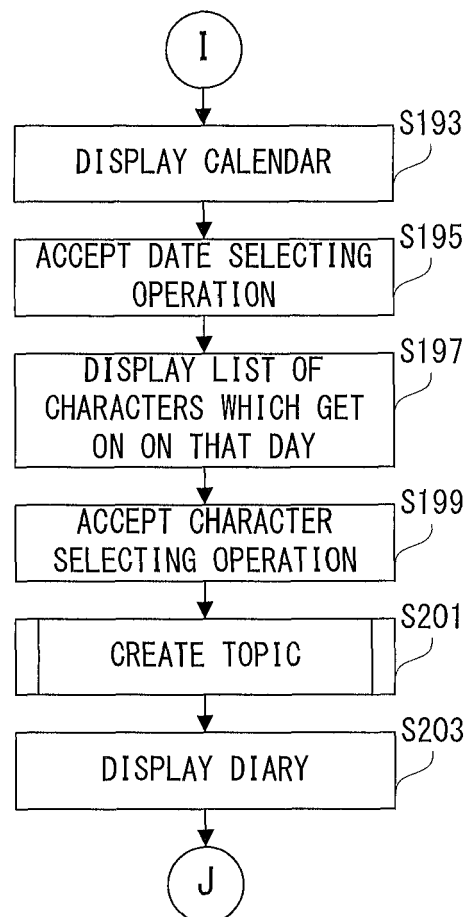 I
S193
DISPLAY CALENDAR
S195
ACCEPT DATE SELECTING
OPERATION
S197
DISPLAY LIST OF
CHARACTERS WHICH GET
ON ON THAT DAY
S199
ACCEPT CHARACTER
SELECTING OPERATION
S201
CREATE TOPIC
S203
DISPLAY DIARY
J